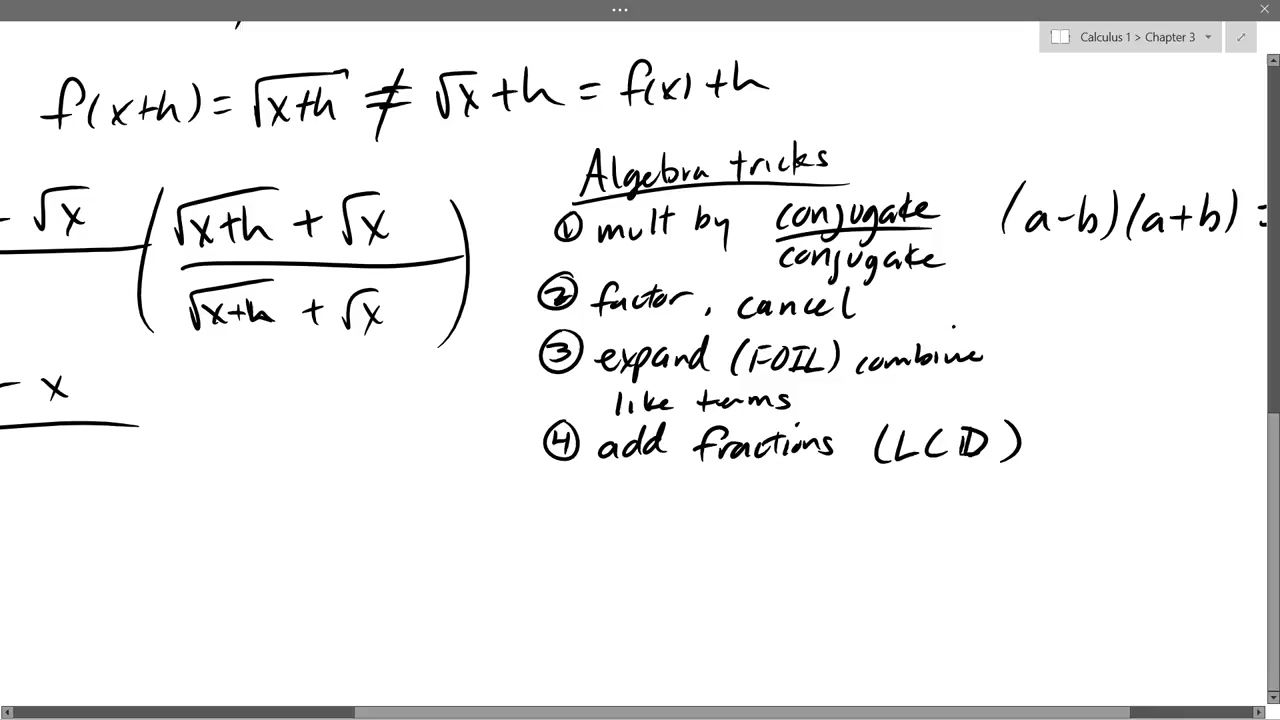 Calculus 1 > Chapter 3
f(x+h) = √x+h ≠ √x + h = f(x) + h
Algebra tricks
① mult by conjugate / conjugate
(a-b)(a+b) =
- √x ( √x+h + √x / √x+h + √x )
② factor, cancel
③ expand (FOIL) combine
like terms
- x
④ add fractions (LCD)